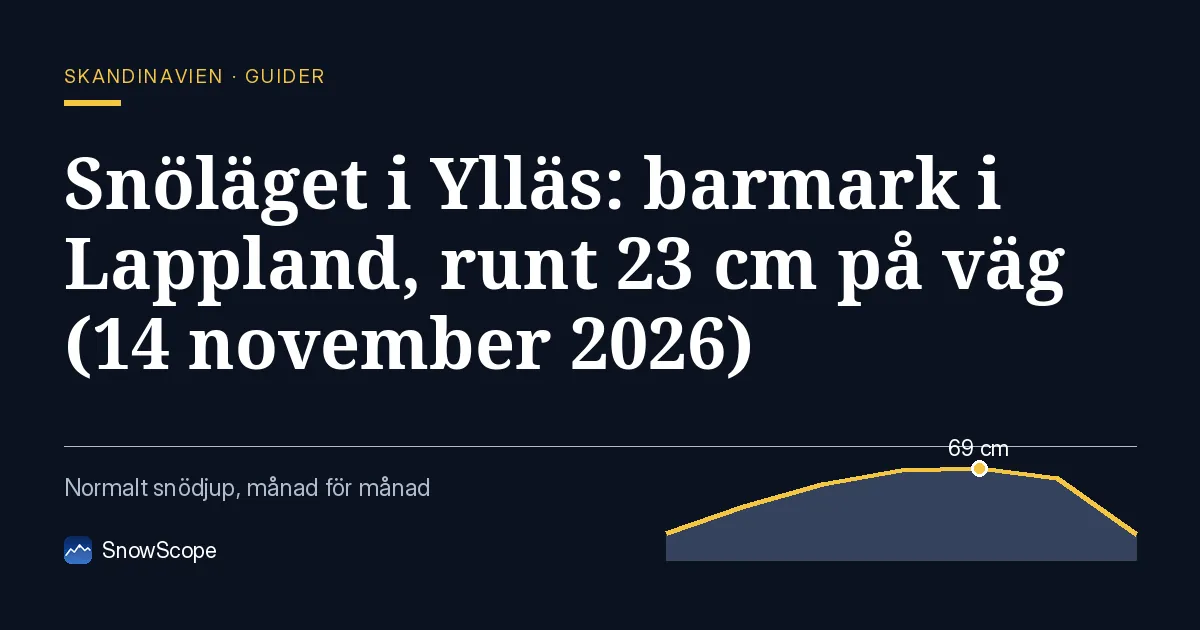 SKANDINAVIEN · GUIDER
Snöläget i Ylläs: barmark i
Lappland, runt 23 cm på väg
(14 november 2026)
69 cm
Normalt snödjup, månad för månad
SnowScope